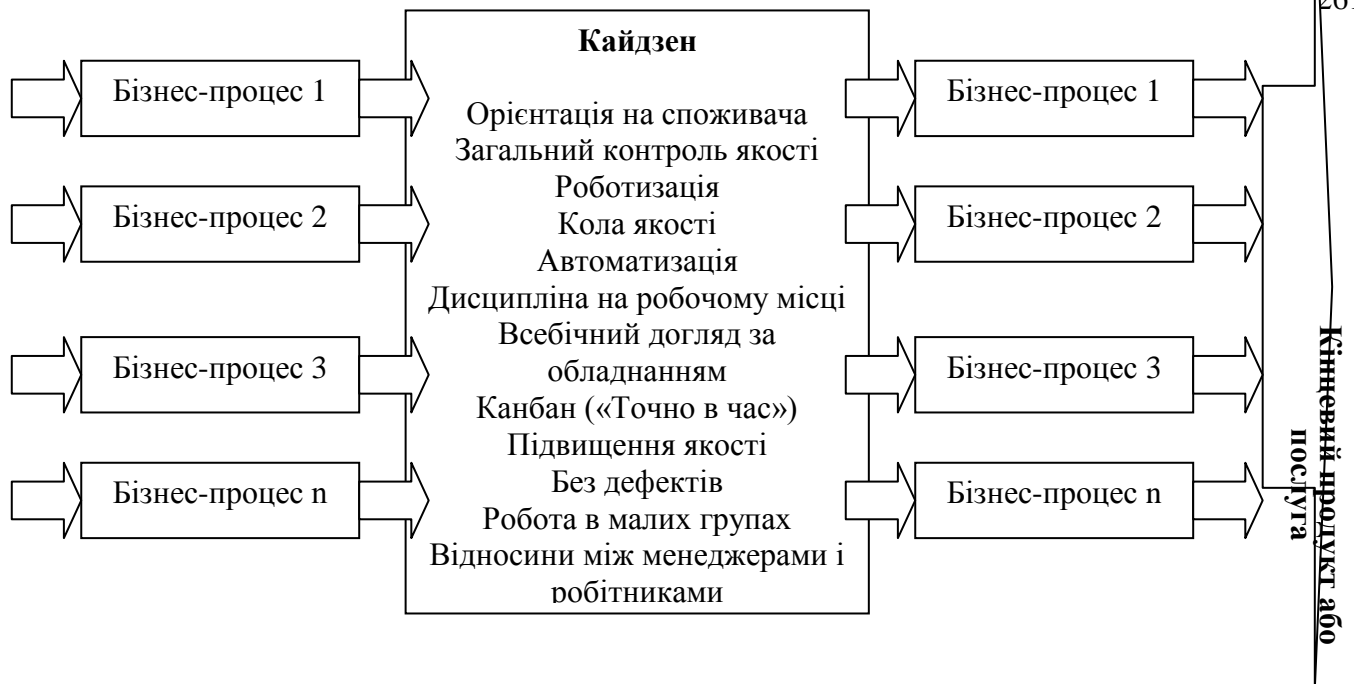 261
Бізнес-процес 1
Бізнес-процес 2
Бізнес-процес 3
Бізнес-процес n
Кайдзен
Орієнтація на споживача
Загальний контроль якості
Роботизація
Кола якості
Автоматизація
Дисципліна на робочому місці
Всебічний догляд за
обладнанням
Канбан («Точно в час»)
Підвищення якості
Без дефектів
Робота в малих групах
Відносини між менеджерами і
робітниками
Бізнес-процес 1
Бізнес-процес 2
Бізнес-процес 3
Бізнес-процес n
Кінцевий продукт або
послуга